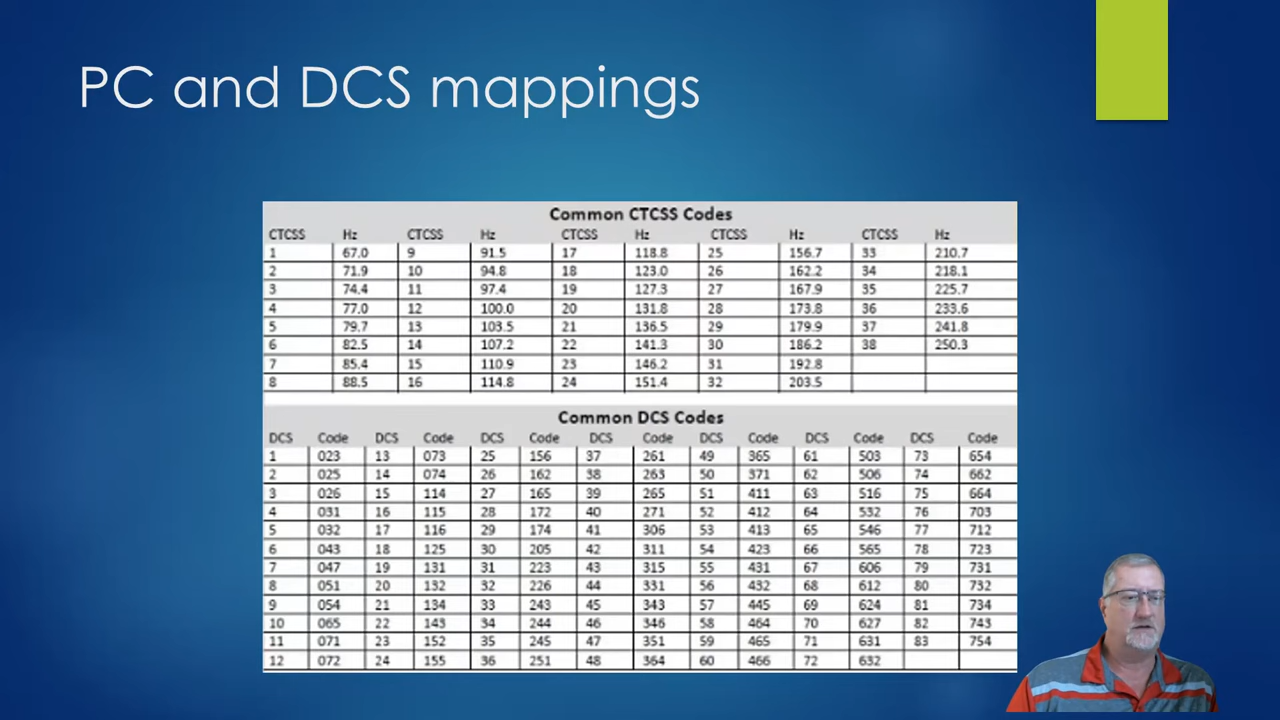 PC and DCS mappings
Common CTCSS Codes
CTCSS Hz CTCSS Hz CTCSS Hz CTCSS Hz CTCSS Hz
1 67.0 9 91.5 17 118.8 25 156.7 33 210.7
2 71.9 10 94.8 18 123.0 26 162.2 34 218.1
3 74.4 11 97.4 19 127.3 27 167.9 35 225.7
4 77.0 12 100.0 20 131.8 28 173.8 36 233.6
5 79.7 13 103.5 21 136.5 29 179.9 37 241.8
6 82.5 14 107.2 22 141.3 30 186.2 38 250.3
7 85.4 15 110.9 23 146.2 31 192.8
8 88.5 16 114.8 24 151.4 32 203.5
Common DCS Codes
DCS Code DCS Code DCS Code DCS Code DCS Code DCS Code DCS Code
1 023 13 073 25 156 37 261 49 365 61 503 73 654
2 025 14 074 26 162 38 263 50 371 62 506 74 662
3 026 15 114 27 165 39 265 51 411 63 516 75 664
4 031 16 115 28 172 40 271 52 412 64 532 76 703
5 032 17 116 29 174 41 306 53 413 65 546 77 712
6 043 18 125 30 205 42 311 54 423 66 565 78 723
7 047 19 131 31 223 43 315 55 431 67 606 79 731
8 051 20 132 32 226 44 331 56 432 68 612 80 732
9 054 21 134 33 243 45 343 57 445 69 624 81 734
10 065 22 143 34 244 46 346 58 464 70 627 82 743
11 071 23 152 35 245 47 351 59 465 71 631 83 754
12 072 24 155 36 251 48 364 60 466 72 632